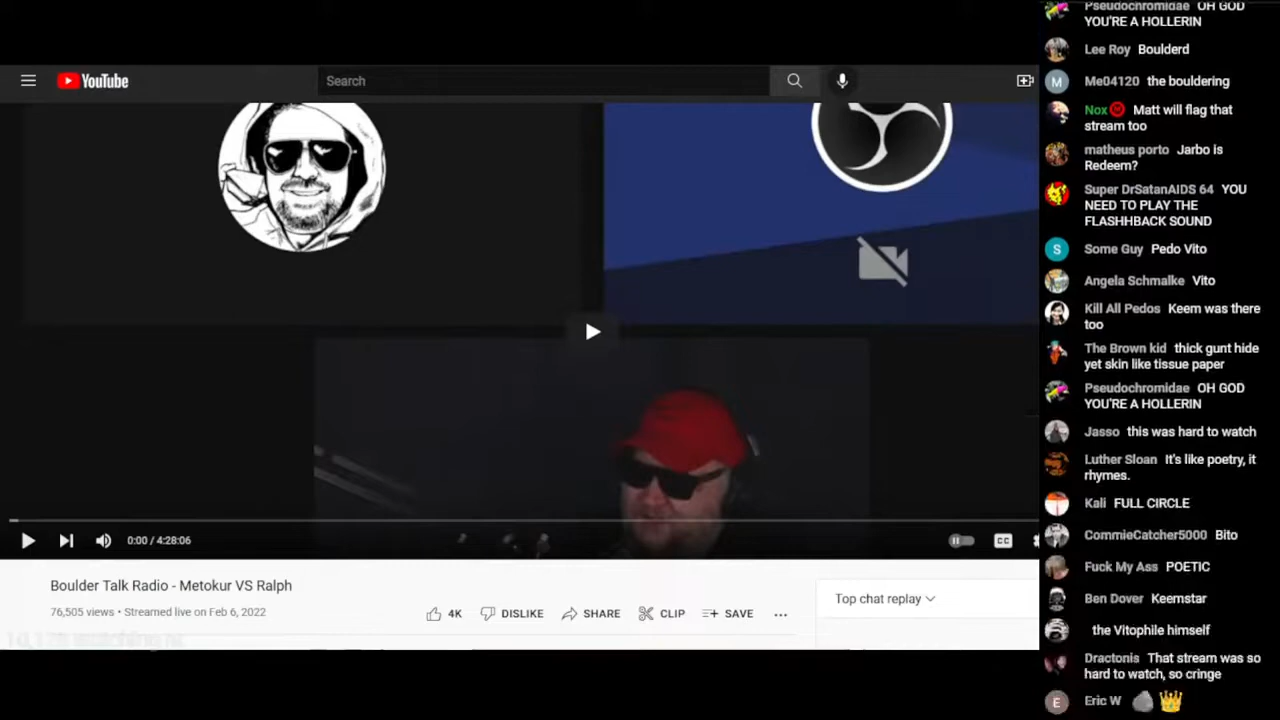 YouTube
Search
0:00 / 4:28:06
CC
Boulder Talk Radio - Metokur VS Ralph
76,505 views • Streamed live on Feb 6, 2022
4K
DISLIKE
SHARE
CLIP
SAVE
Top chat replay
Pseudochromidae OH GOD
YOU'RE A HOLLERIN
Lee Roy Boulderd
M
Me04120 the bouldering
Nox Matt will flag that
stream too
matheus porto Jarbo is
Redeem?
Super DrSatanAIDS 64 YOU
NEED TO PLAY THE
FLASHHBACK SOUND
S
Some Guy Pedo Vito
Angela Schmalke Vito
Kill All Pedos Keem was there
too
The Brown kid thick gunt hide
yet skin like tissue paper
Pseudochromidae OH GOD
YOU'RE A HOLLERIN
Jasso this was hard to watch
Luther Sloan It's like poetry, it
rhymes.
Kali FULL CIRCLE
CommieCatcher5000 Bito
Fuck My Ass POETIC
Ben Dover Keemstar
the Vitophile himself
Dractonis That stream was so
hard to watch, so cringe
E
Eric W